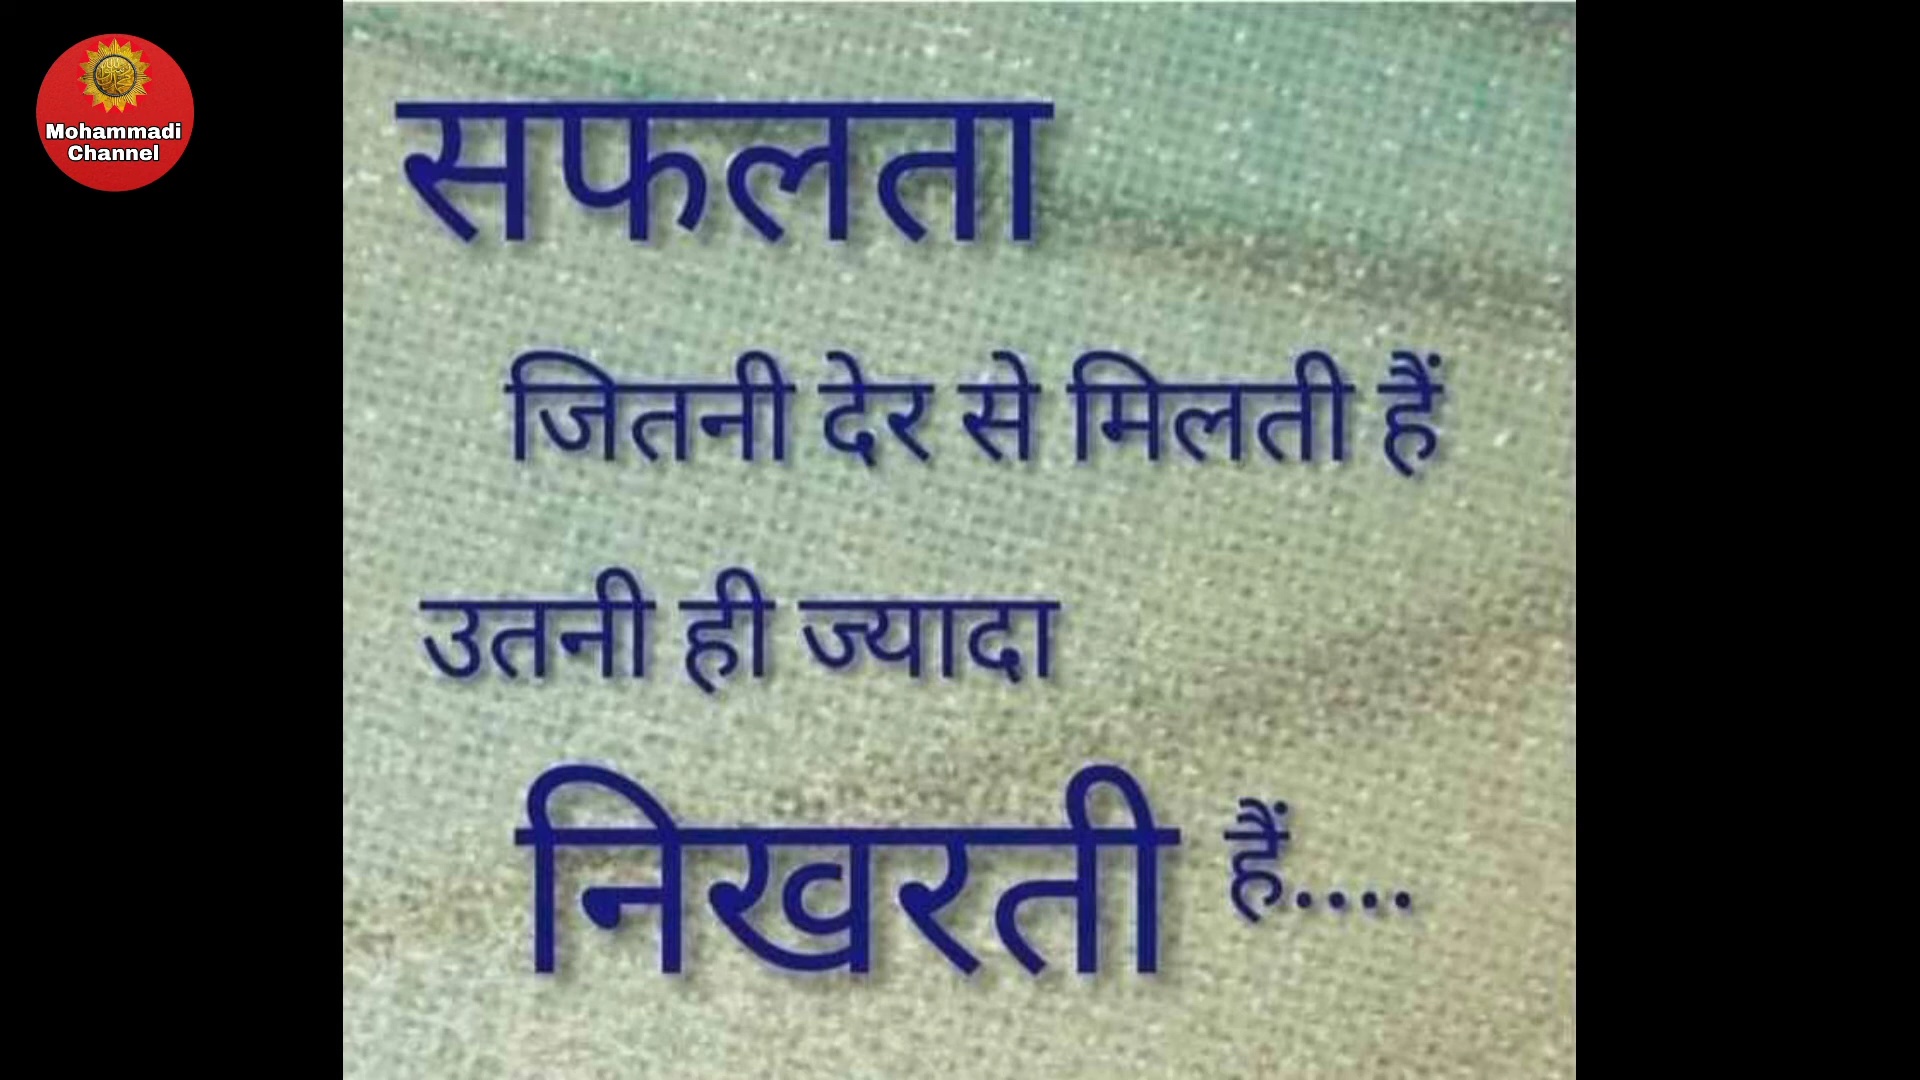 Mohammadi
Channel
सफलता
जितनी देर से मिलती हैं
उतनी ही ज्यादा
निखरती हैं....